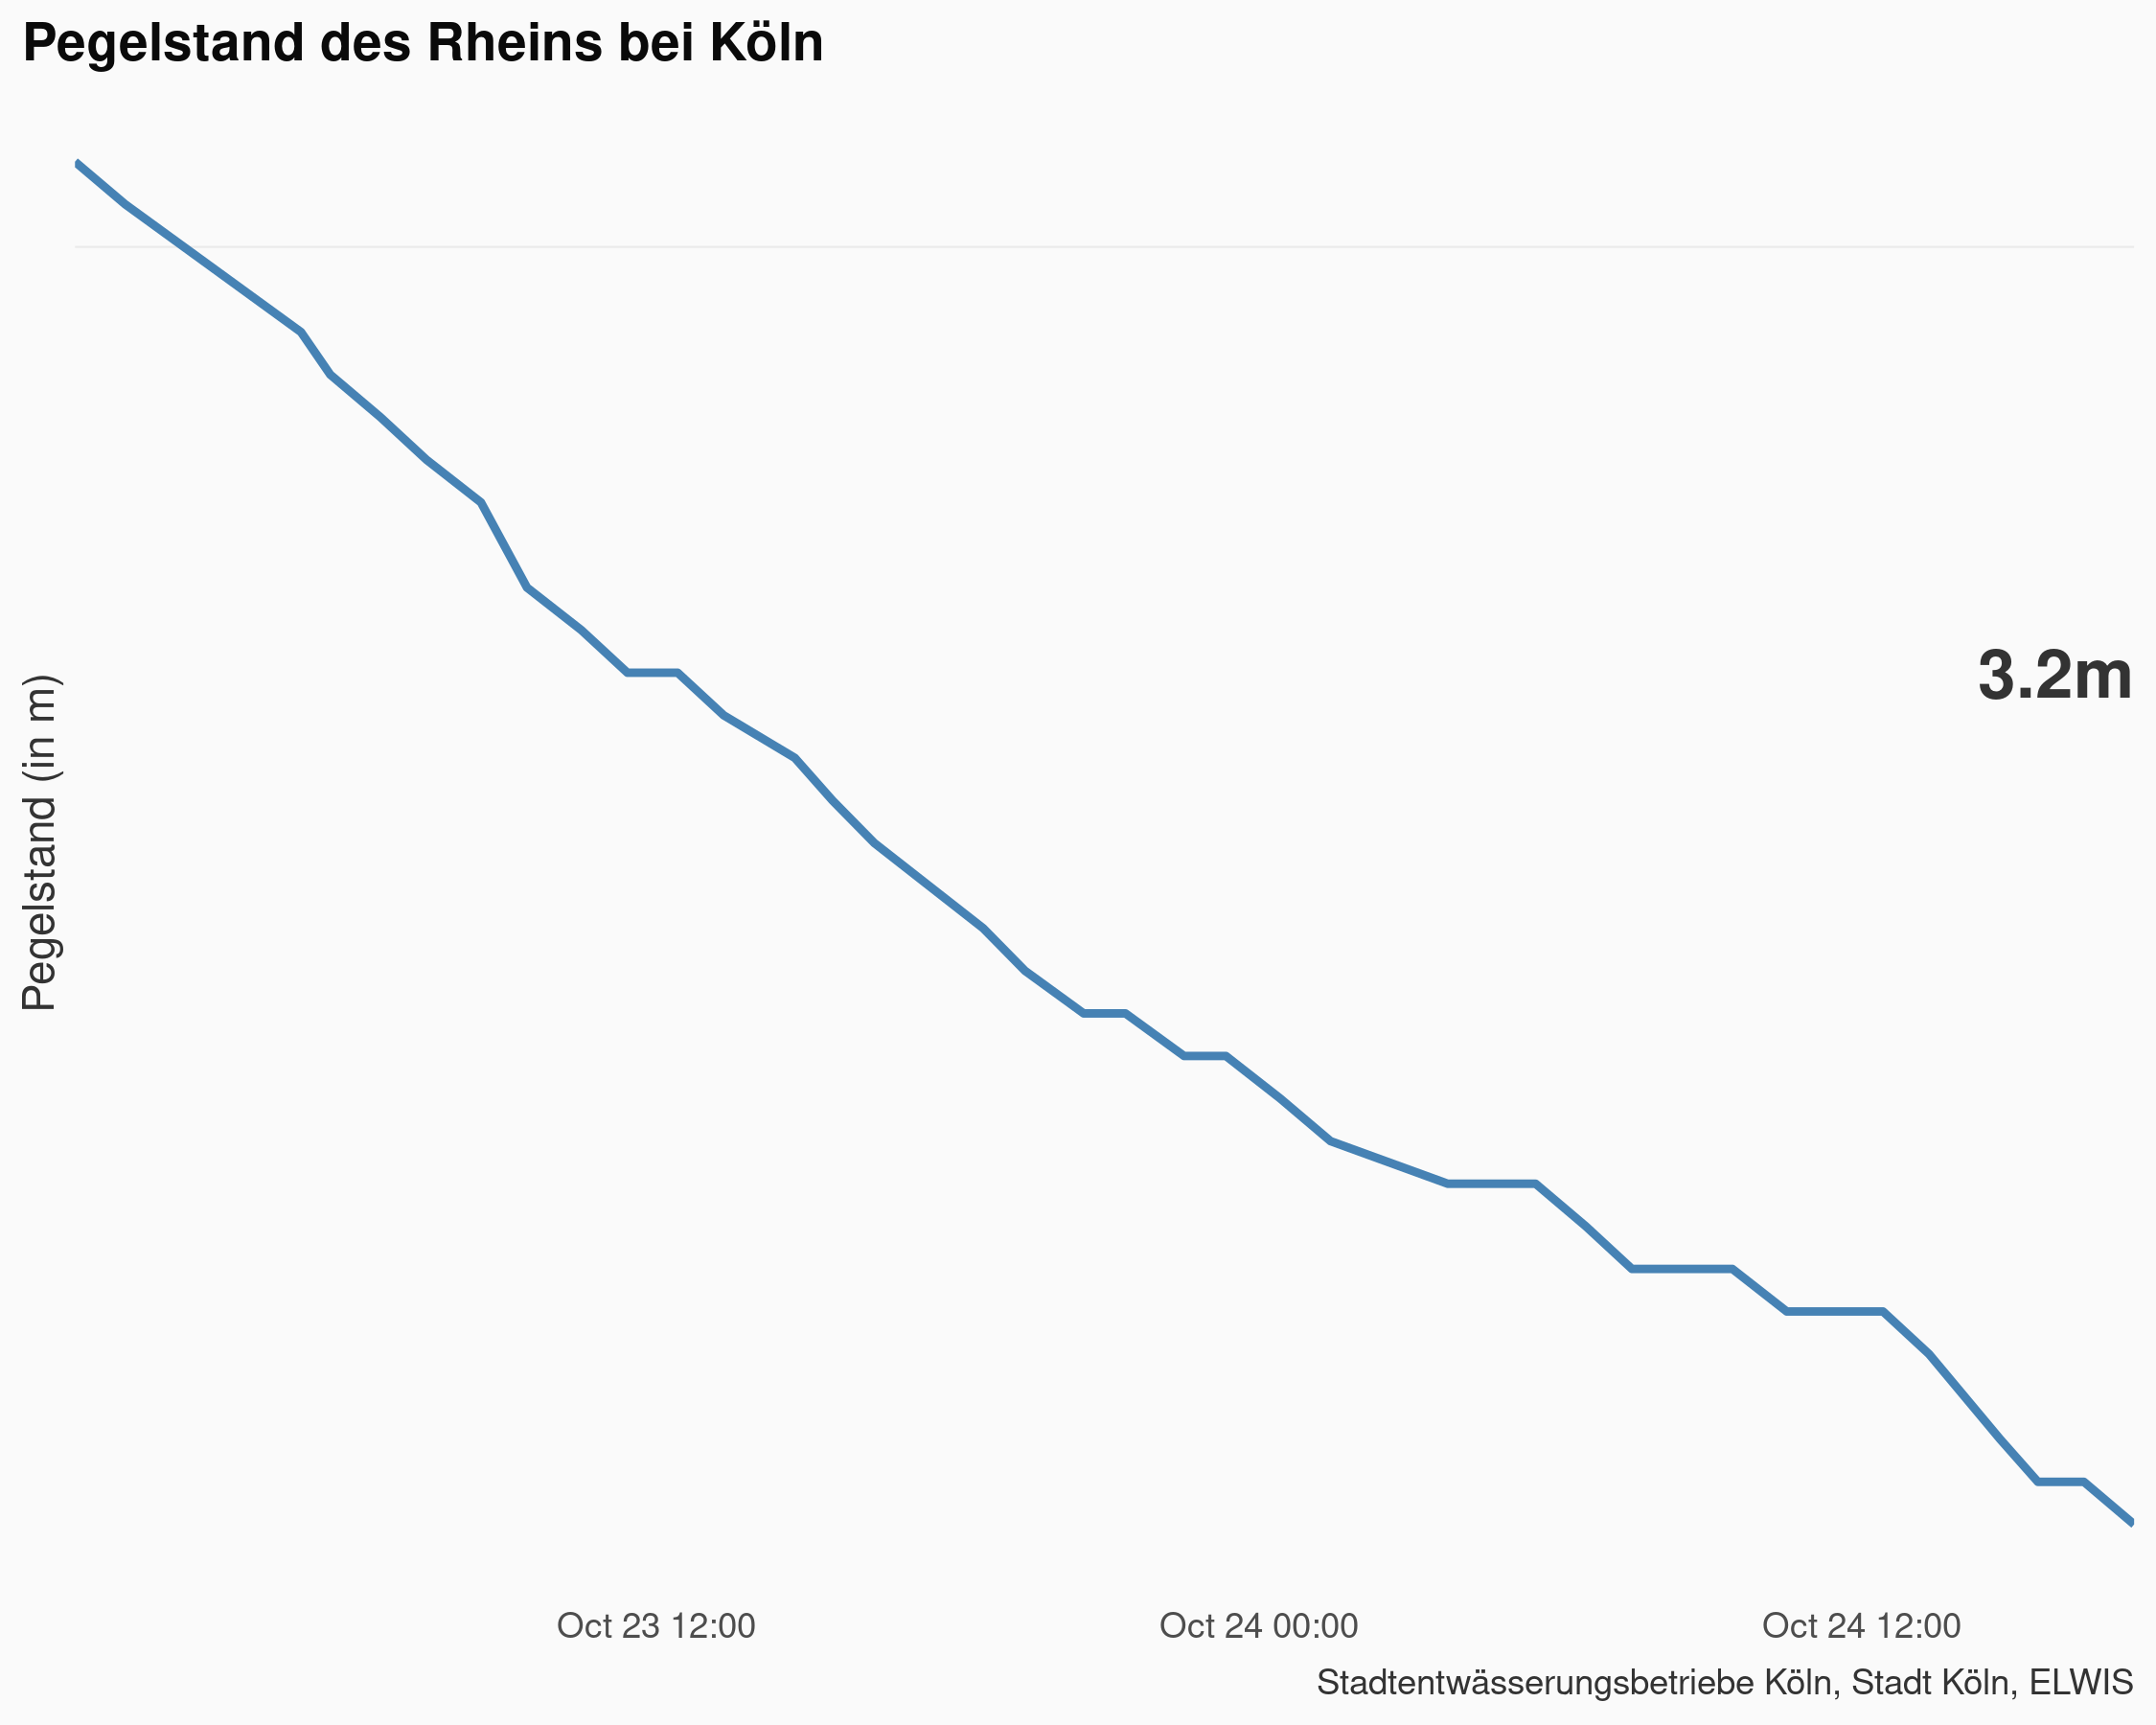 Pegelstand des Rheins bei Köln
Pegelstand (in m)
3.2m
Oct 23 12:00
Oct 24 00:00
Oct 24 12:00
Stadtentwässerungsbetriebe Köln, Stadt Köln, ELWIS